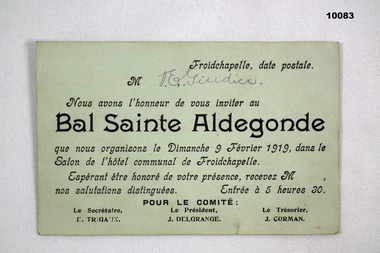 10083
Froidchapelle, date postale.
M
Nous avons l'honneur de vous inviter au
Bal Sainte Aldegonde
que nous organisons le Dimanche 9 Février 1919, dans le
Salon de l'hôtel communal de Froidchapelle.
Espérant être honoré de votre présence, recevez M ,
nos salutations distinguées. Entrée à 5 heures 30.
POUR LE COMITÉ:
Le Secrétaire, Le Président, Le Trésorier,
E. TRIGAUX. J. DELGRANGE. J. CORMAN.